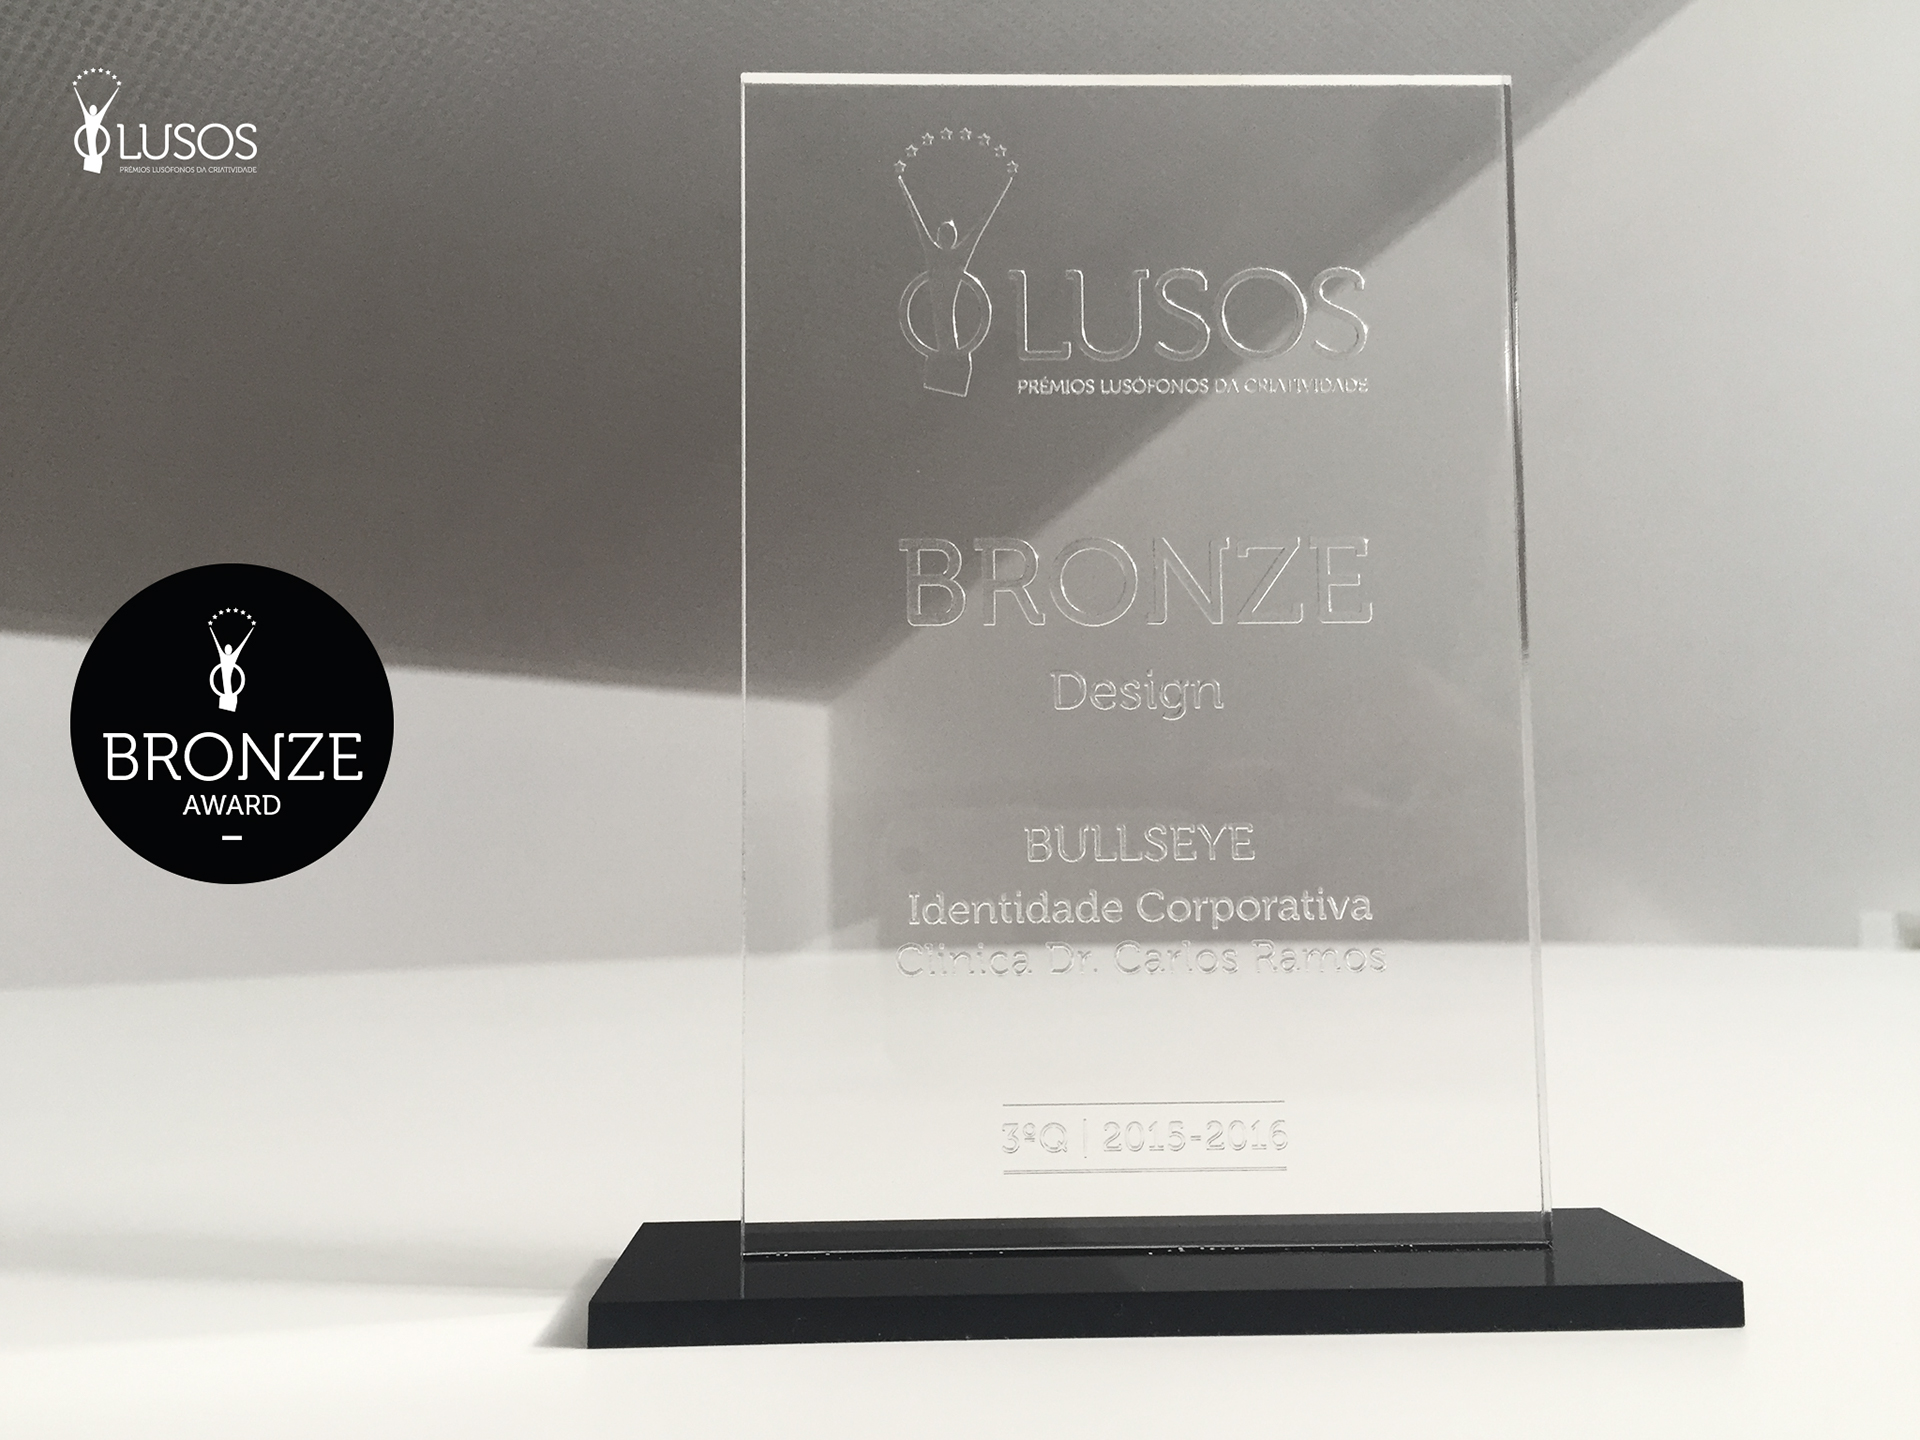 LUSOS
PRÉMIOS LUSÓFONOS DA CRIATIVIDADE
LUSOS
PRÉMIOS LUSÓFONOS DA CRIATIVIDADE
BRONZE
Design
BULLSEYE
Identidade Corporativa
Clinica Dr. Carlos Ramos
3ºQ | 2015-2016
BRONZE
AWARD